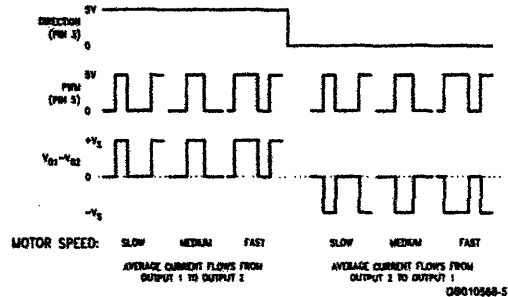 DIRECTION
(PIN 3)
5V
0
PWM
(PIN 5)
5V
0
VO1-VO2
+VS
0
-VS
MOTOR SPEED: SLOW MEDIUM FAST SLOW MEDIUM FAST
AVERAGE CURRENT FLOWS FROM
OUTPUT 1 TO OUTPUT 2
AVERAGE CURRENT FLOWS FROM
OUTPUT 2 TO OUTPUT 1
DS010568-5